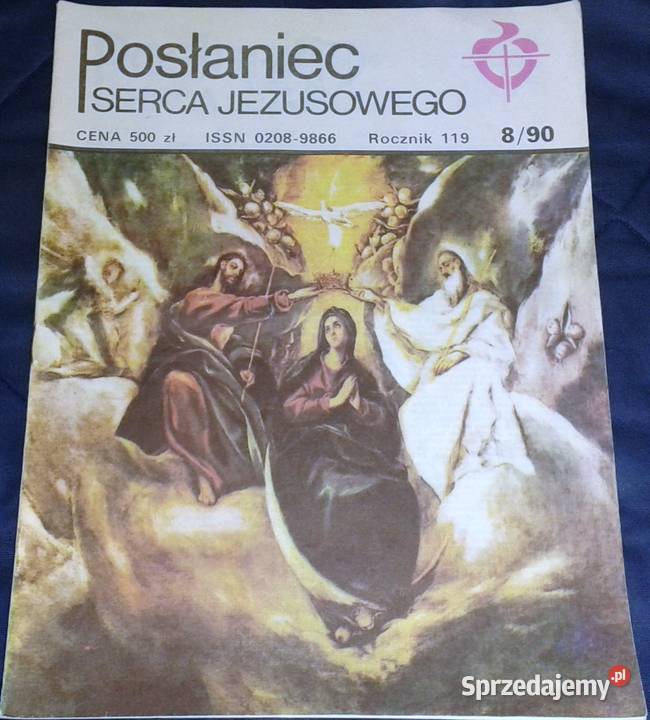 Posłaniec
SERCA JEZUSOWEGO
CENA 500 zł ISSN 0208-9866 Rocznik 119 8/90
Sprzedajemy.pl